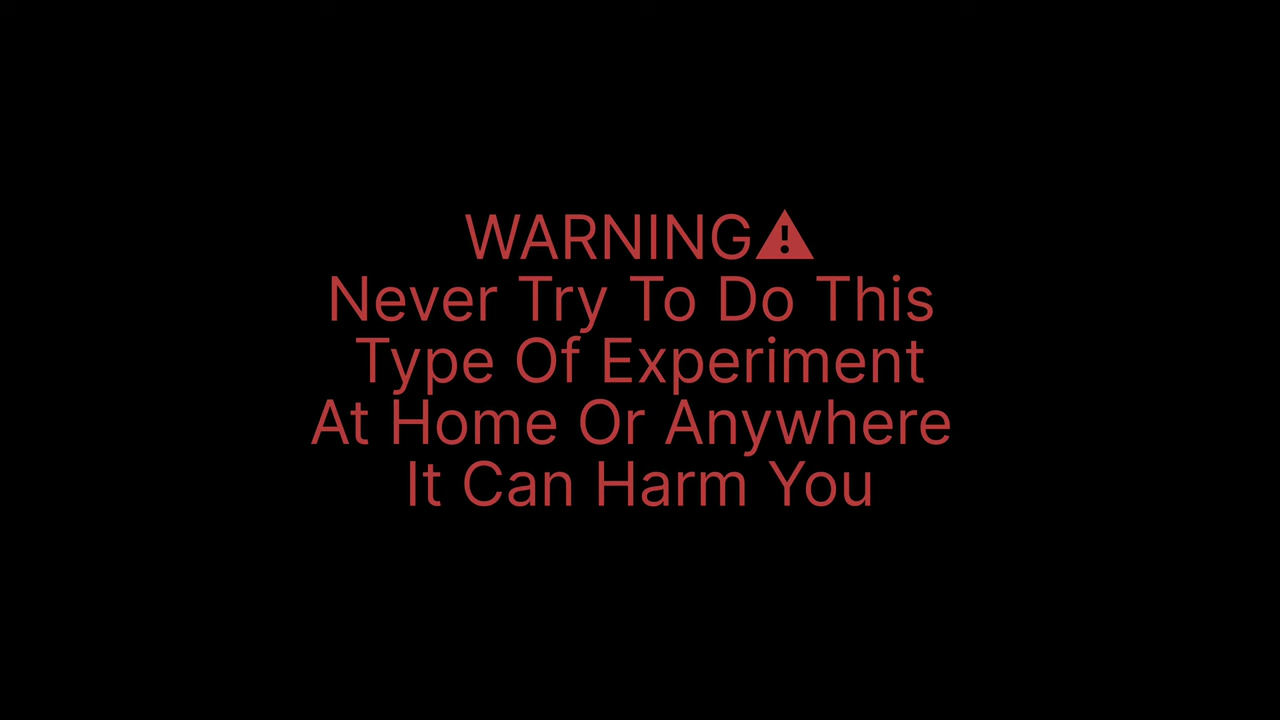 WARNING⚠
Never Try To Do This
Type Of Experiment
At Home Or Anywhere
It Can Harm You